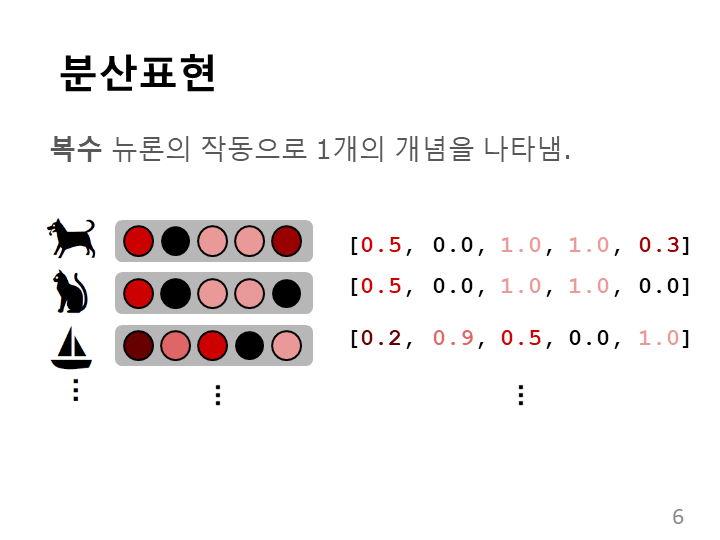 분산표현
복수 뉴론의 작동으로 1개의 개념을 나타냄.
[0.5, 0.0, 1.0, 1.0, 0.3]
[0.5, 0.0, 1.0, 1.0, 0.0]
[0.2, 0.9, 0.5, 0.0, 1.0]
⋮ ⋮ ⋮
6